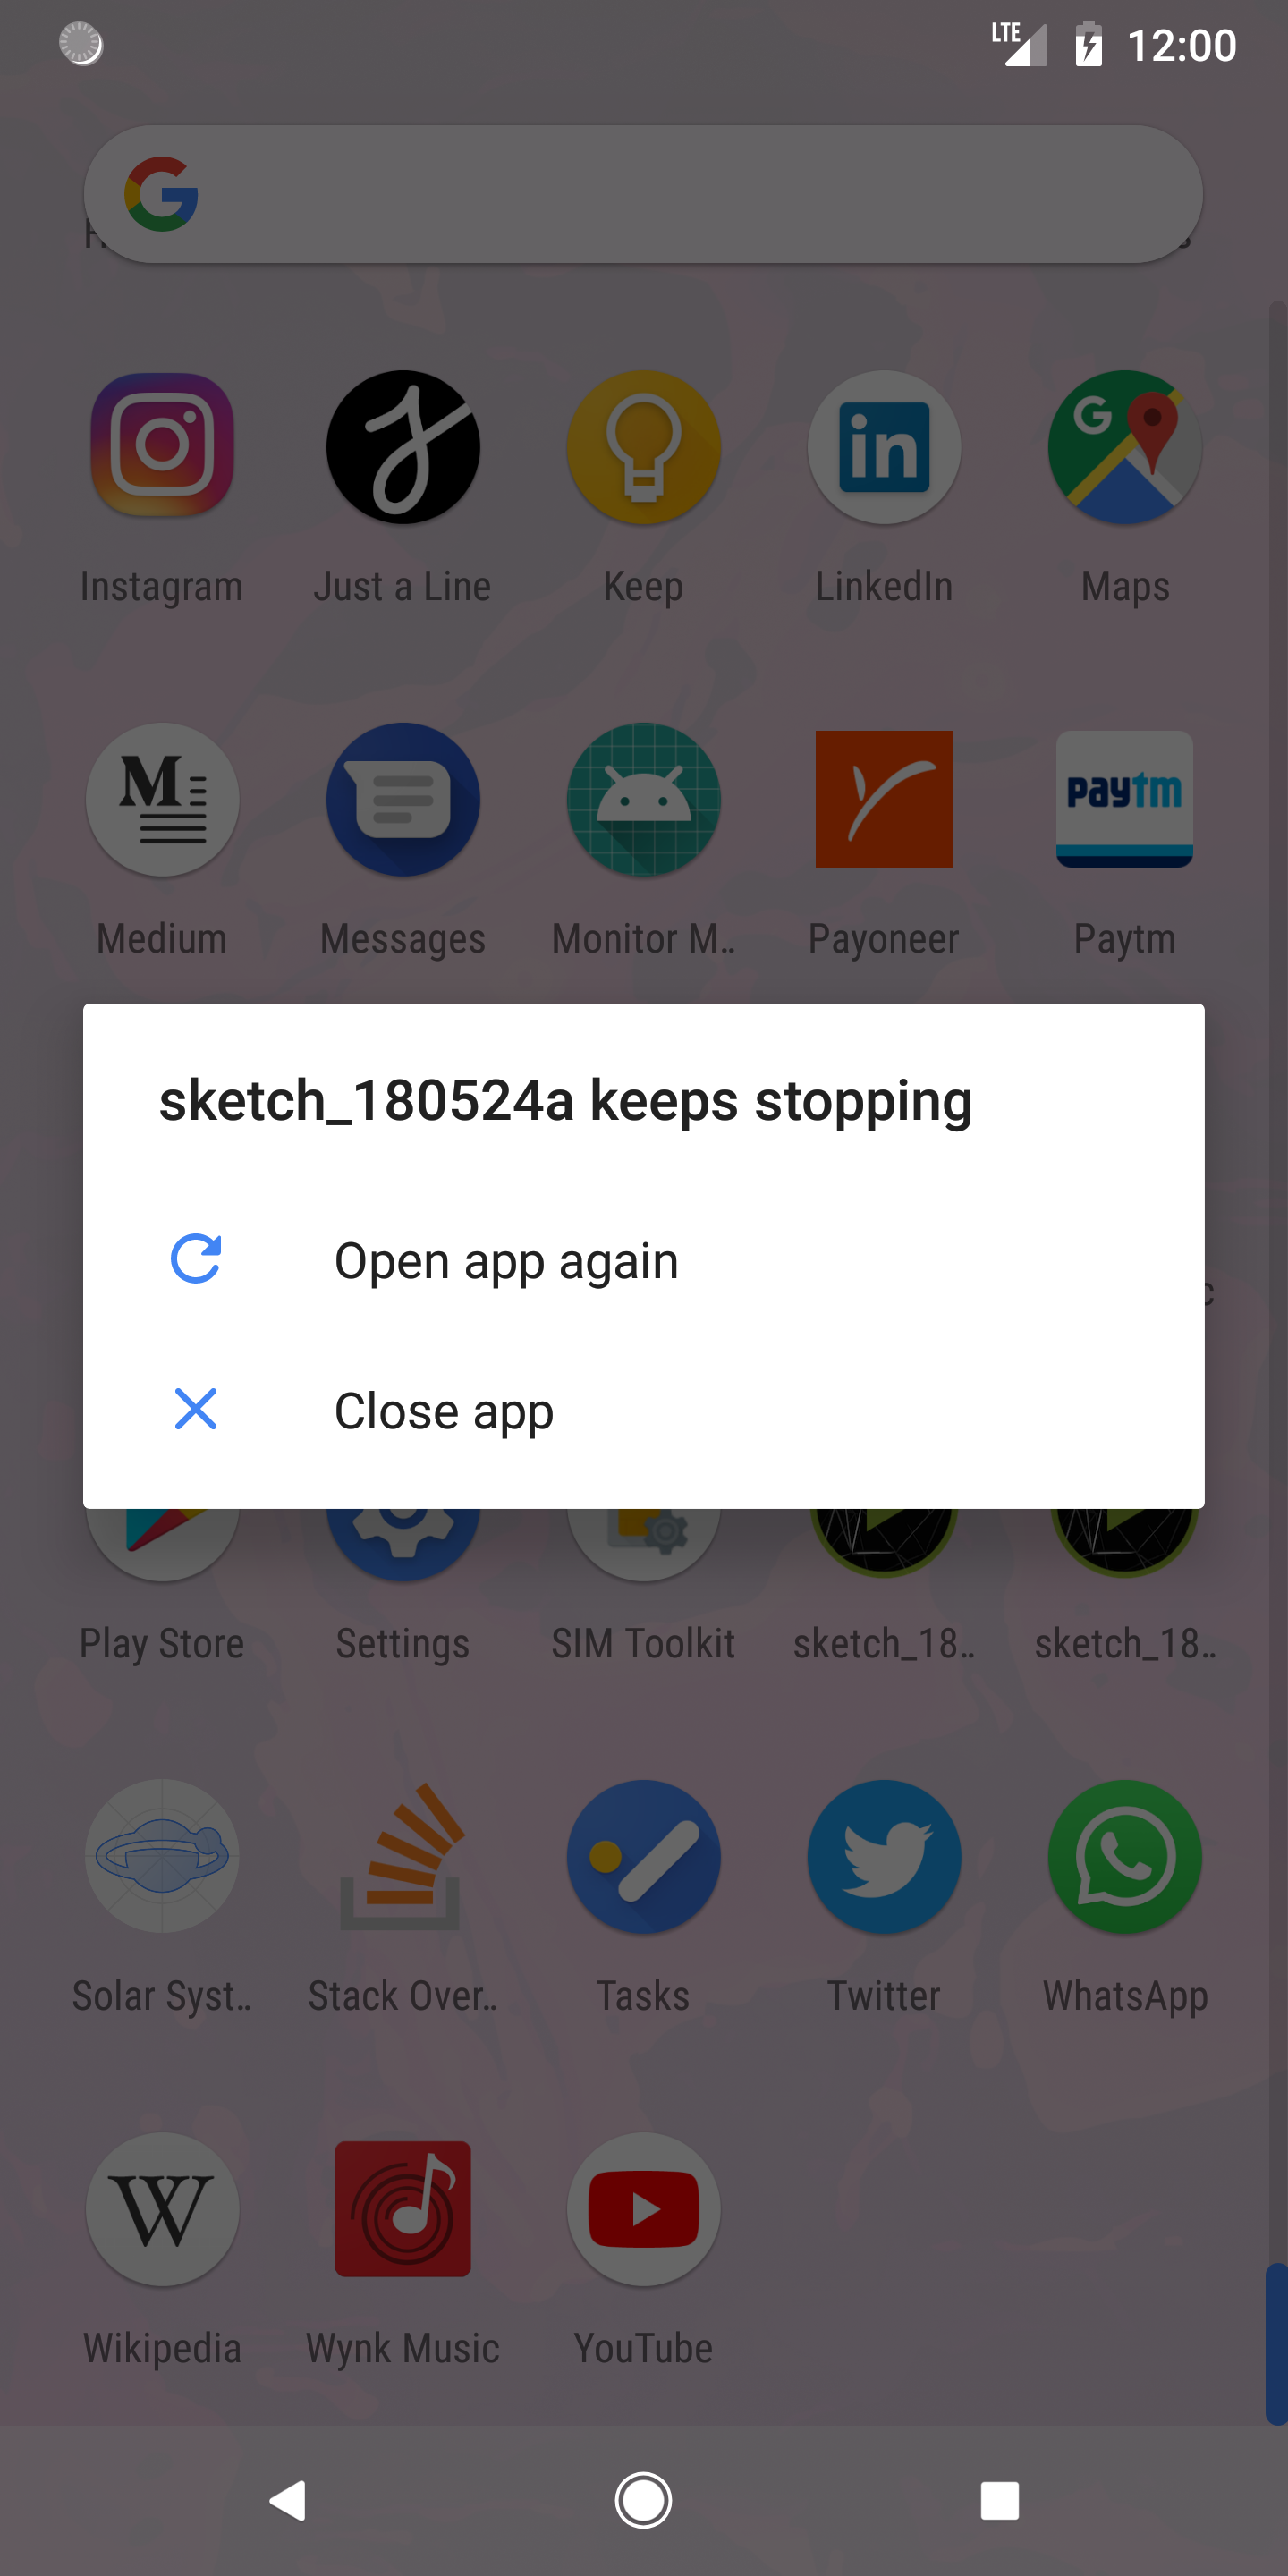 LTE 12:00
G
Instagram Just a Line Keep LinkedIn Maps
Medium Messages Monitor M… Payoneer Paytm
sketch_180524a keeps stopping
Open app again
Close app
Play Store Settings SIM Toolkit sketch_18… sketch_18…
Solar Syst… Stack Over… Tasks Twitter WhatsApp
Wikipedia Wynk Music YouTube